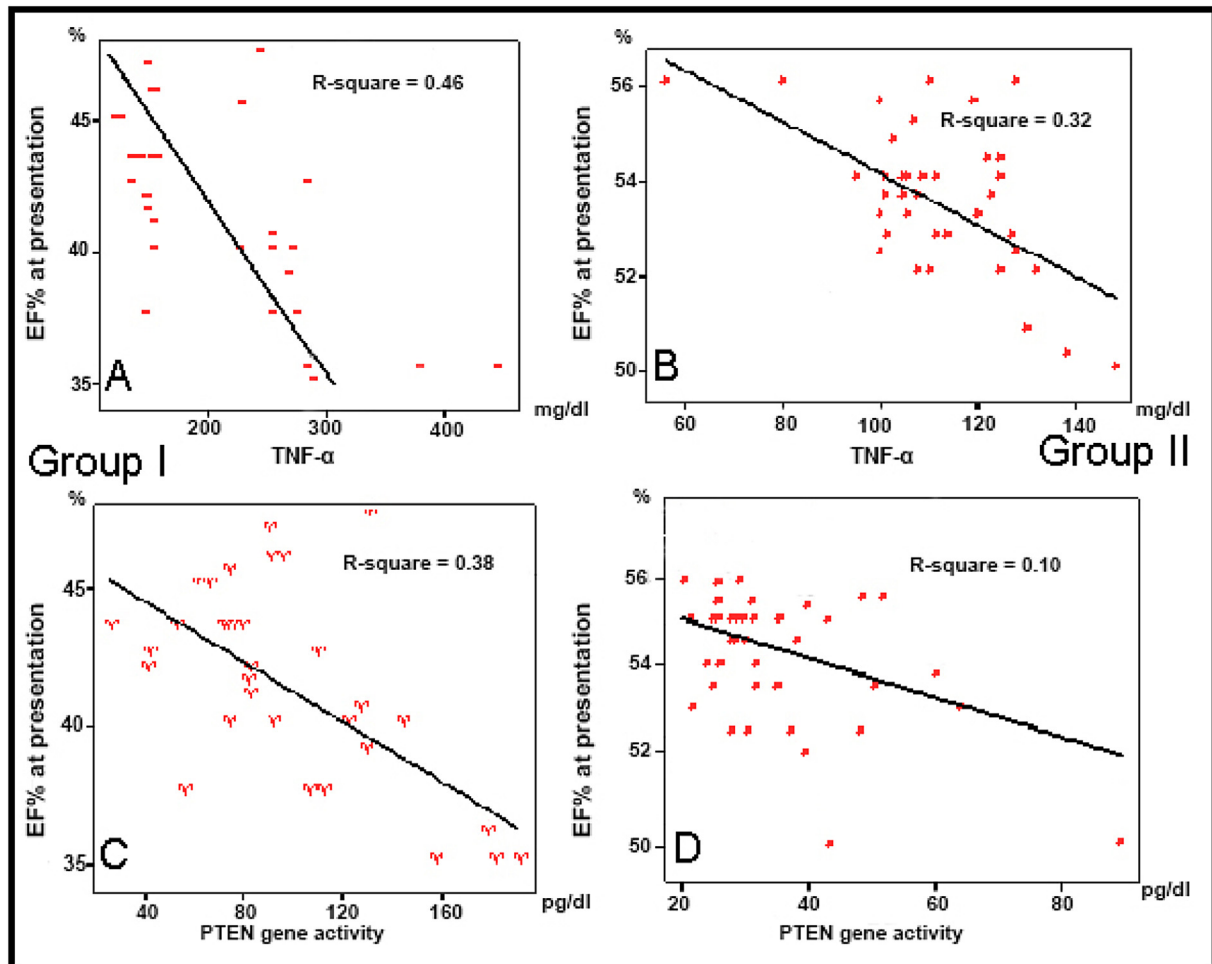 %
R-square = 0.46
EF% at presentation
45
40
35
A
200
300
400
mg/dl
TNF-α
Group I
%
R-square = 0.32
EF% at presentation
56
54
52
50
B
60
80
100
120
140
mg/dl
TNF-α
Group II
%
R-square = 0.38
EF% at presentation
45
40
35
C
40
80
120
160
pg/dl
PTEN gene activity
%
R-square = 0.10
EF% at presentation
56
54
52
50
D
20
40
60
80
pg/dl
PTEN gene activity